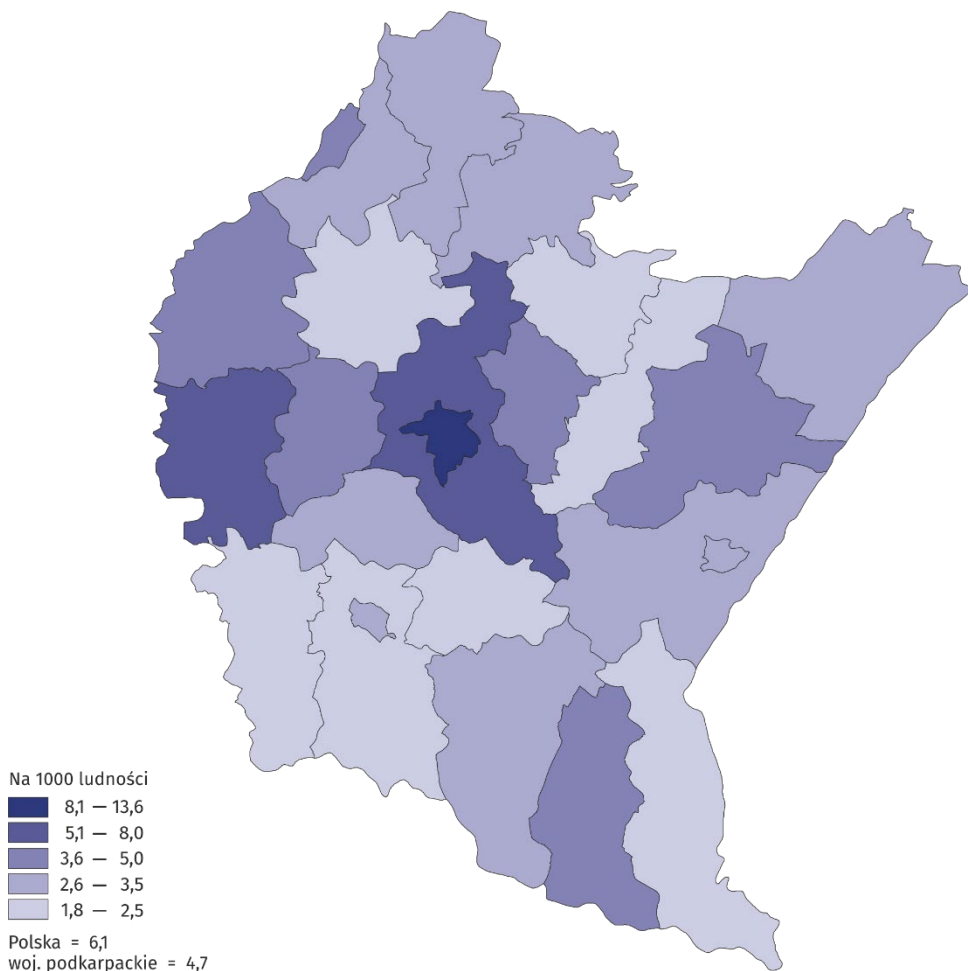 Na 1000 ludności
8,1 — 13,6
5,1 — 8,0
3,6 — 5,0
2,6 — 3,5
1,8 — 2,5
Polska = 6,1
woj. podkarpackie = 4,7